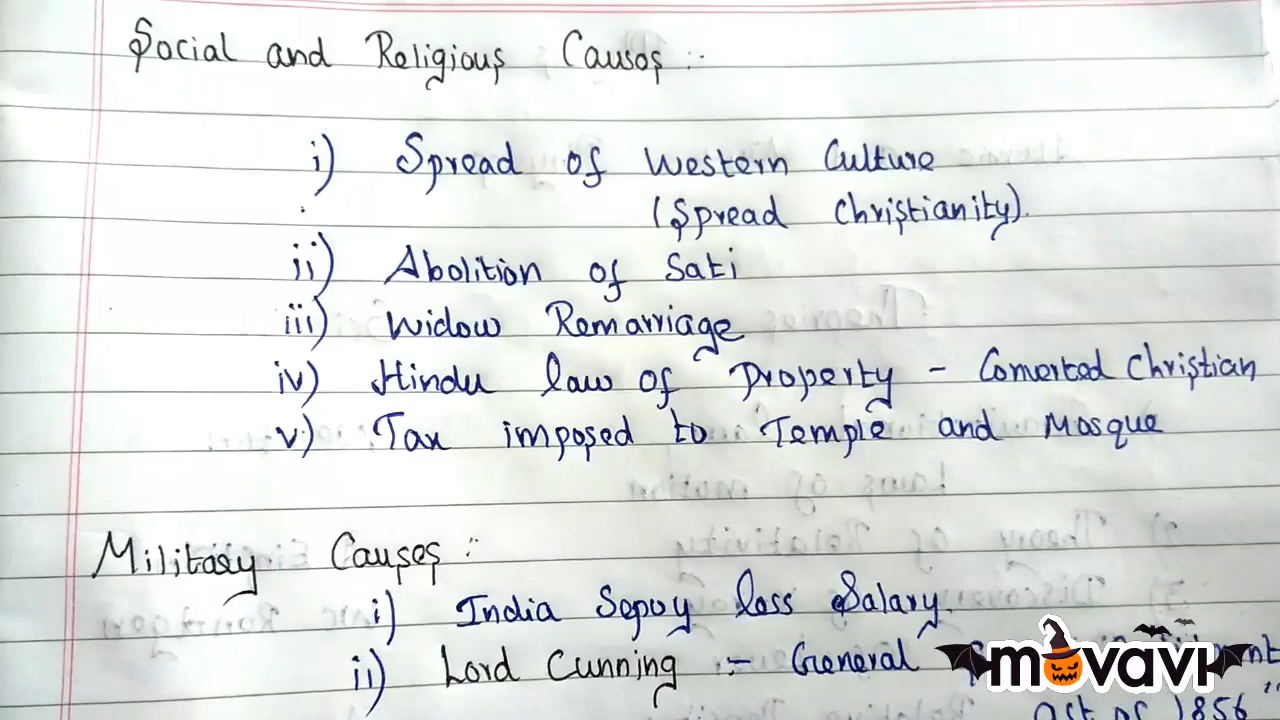 Social and Religious Causes :-
i) Spread of Western Culture
(Spread Christianity).
ii) Abolition of Sati
iii) Widow Remarriage
iv) Hindu law of Property - Converted Christian
v) Tax imposed to Temple and Mosque
Military Causes :-
i) India Sepoy less Salary.
ii) Lord Cunning :- General
act of 1856"
movavi